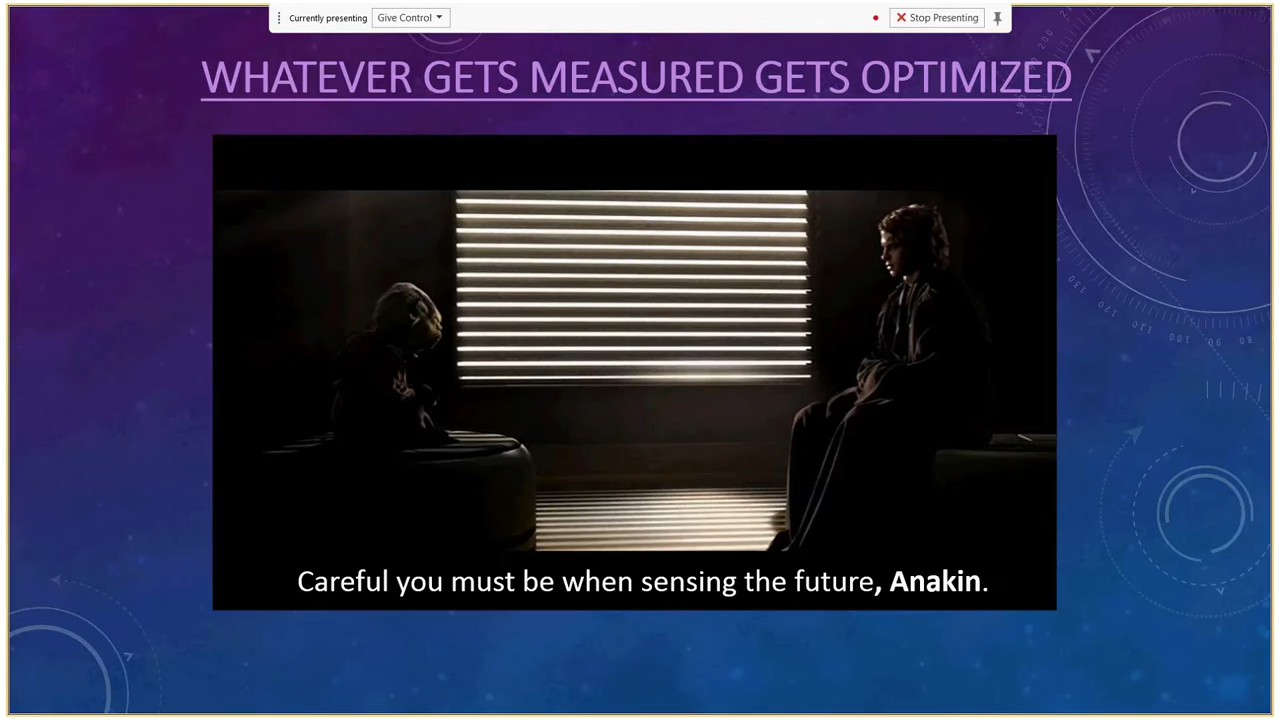 Currently presenting Give Control Stop Presenting
WHATEVER GETS MEASURED GETS OPTIMIZED
Careful you must be when sensing the future, Anakin.